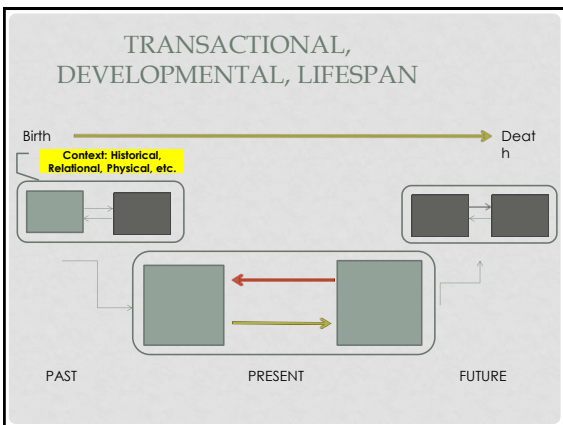 TRANSACTIONAL,
DEVELOPMENTAL, LIFESPAN
Birth
Deat
h
Context: Historical,
Relational, Physical, etc.
PAST
PRESENT
FUTURE